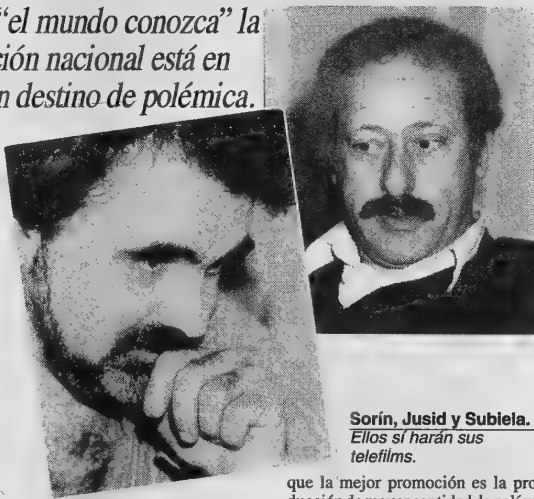 “el mundo conozca” la
ción nacional está en
n destino de polémica.
Sorín, Jusid y Subiela.
Ellos sí harán sus
telefilms.
que la mejor promoción es la pro-